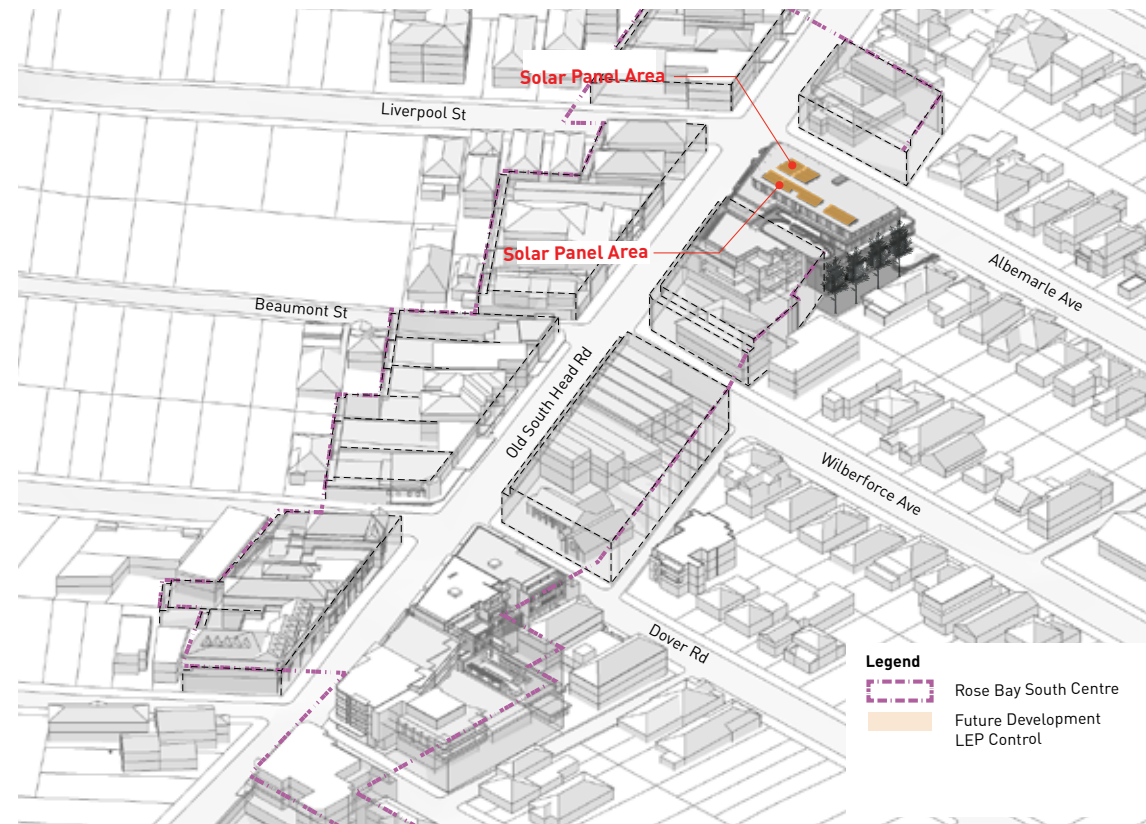 Solar Panel Area
Liverpool St
Solar Panel Area
Albemarle Ave
Beaumont St
Old South Head Rd
Wilberforce Ave
Dover Rd
Legend
Rose Bay South Centre
Future Development
LEP Control